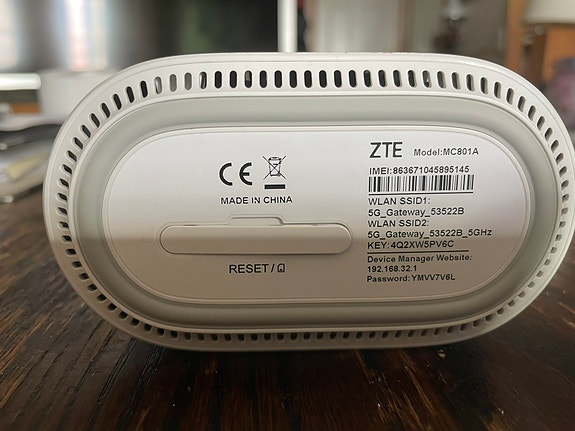 CE
MADE IN CHINA
RESET /
ZTE Model:MC801A
IMEI:863671045895145
WLAN SSID1:
5G_Gateway_53522B
WLAN SSID2:
5G_Gateway_53522B_5GHz
KEY: 4Q2XW5PV6C
Device Manager Website:
192.168.32.1
Password: YMVV7V6L